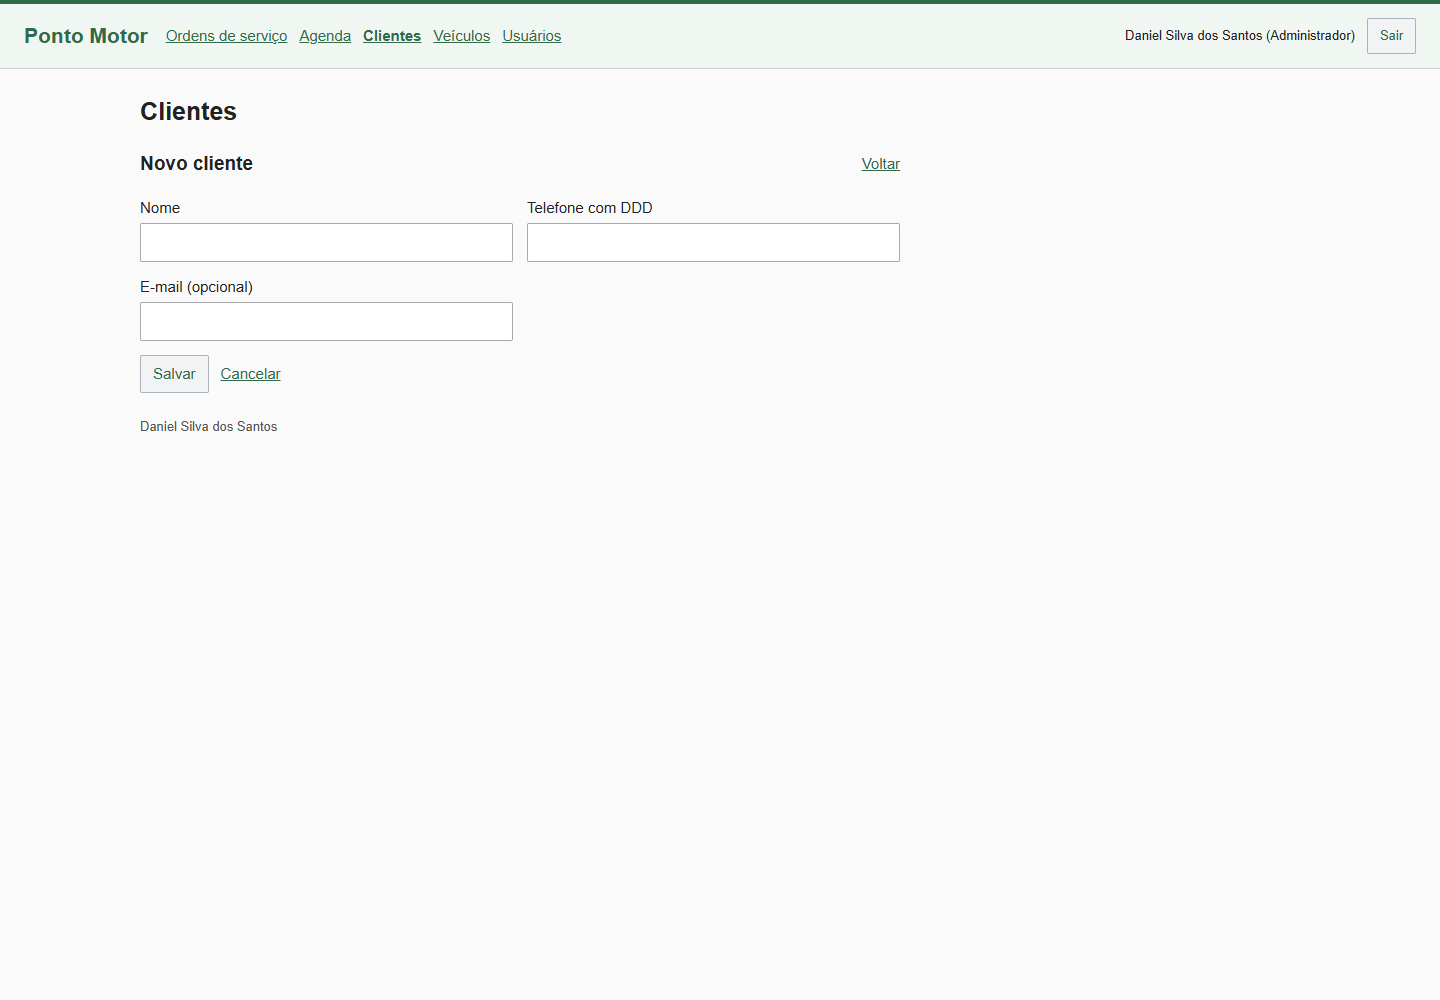 Ponto Motor Ordens de serviço Agenda Clientes Veículos Usuários Daniel Silva dos Santos (Administrador) Sair
Clientes
Novo cliente Voltar
Nome Telefone com DDD
E-mail (opcional)
Salvar Cancelar
Daniel Silva dos Santos